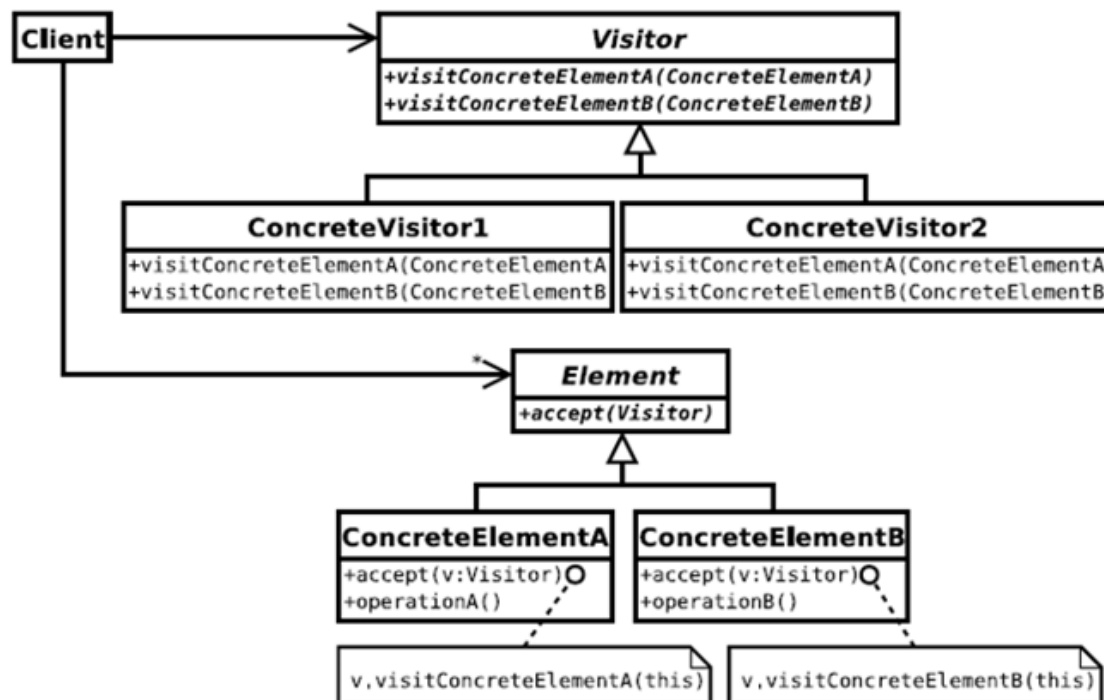 Client
Visitor
+visitConcreteElementA(ConcreteElementA)
+visitConcreteElementB(ConcreteElementB)
ConcreteVisitor1
+visitConcreteElementA(ConcreteElementA
+visitConcreteElementB(ConcreteElementB
ConcreteVisitor2
+visitConcreteElementA(ConcreteElementA
+visitConcreteElementB(ConcreteElementB
*
Element
+accept(Visitor)
ConcreteElementA
+accept(v:Visitor)
+operationA()
ConcreteElementB
+accept(v:Visitor)
+operationB()
v,visitConcreteElementA(this)
v,visitConcreteElementB(this)